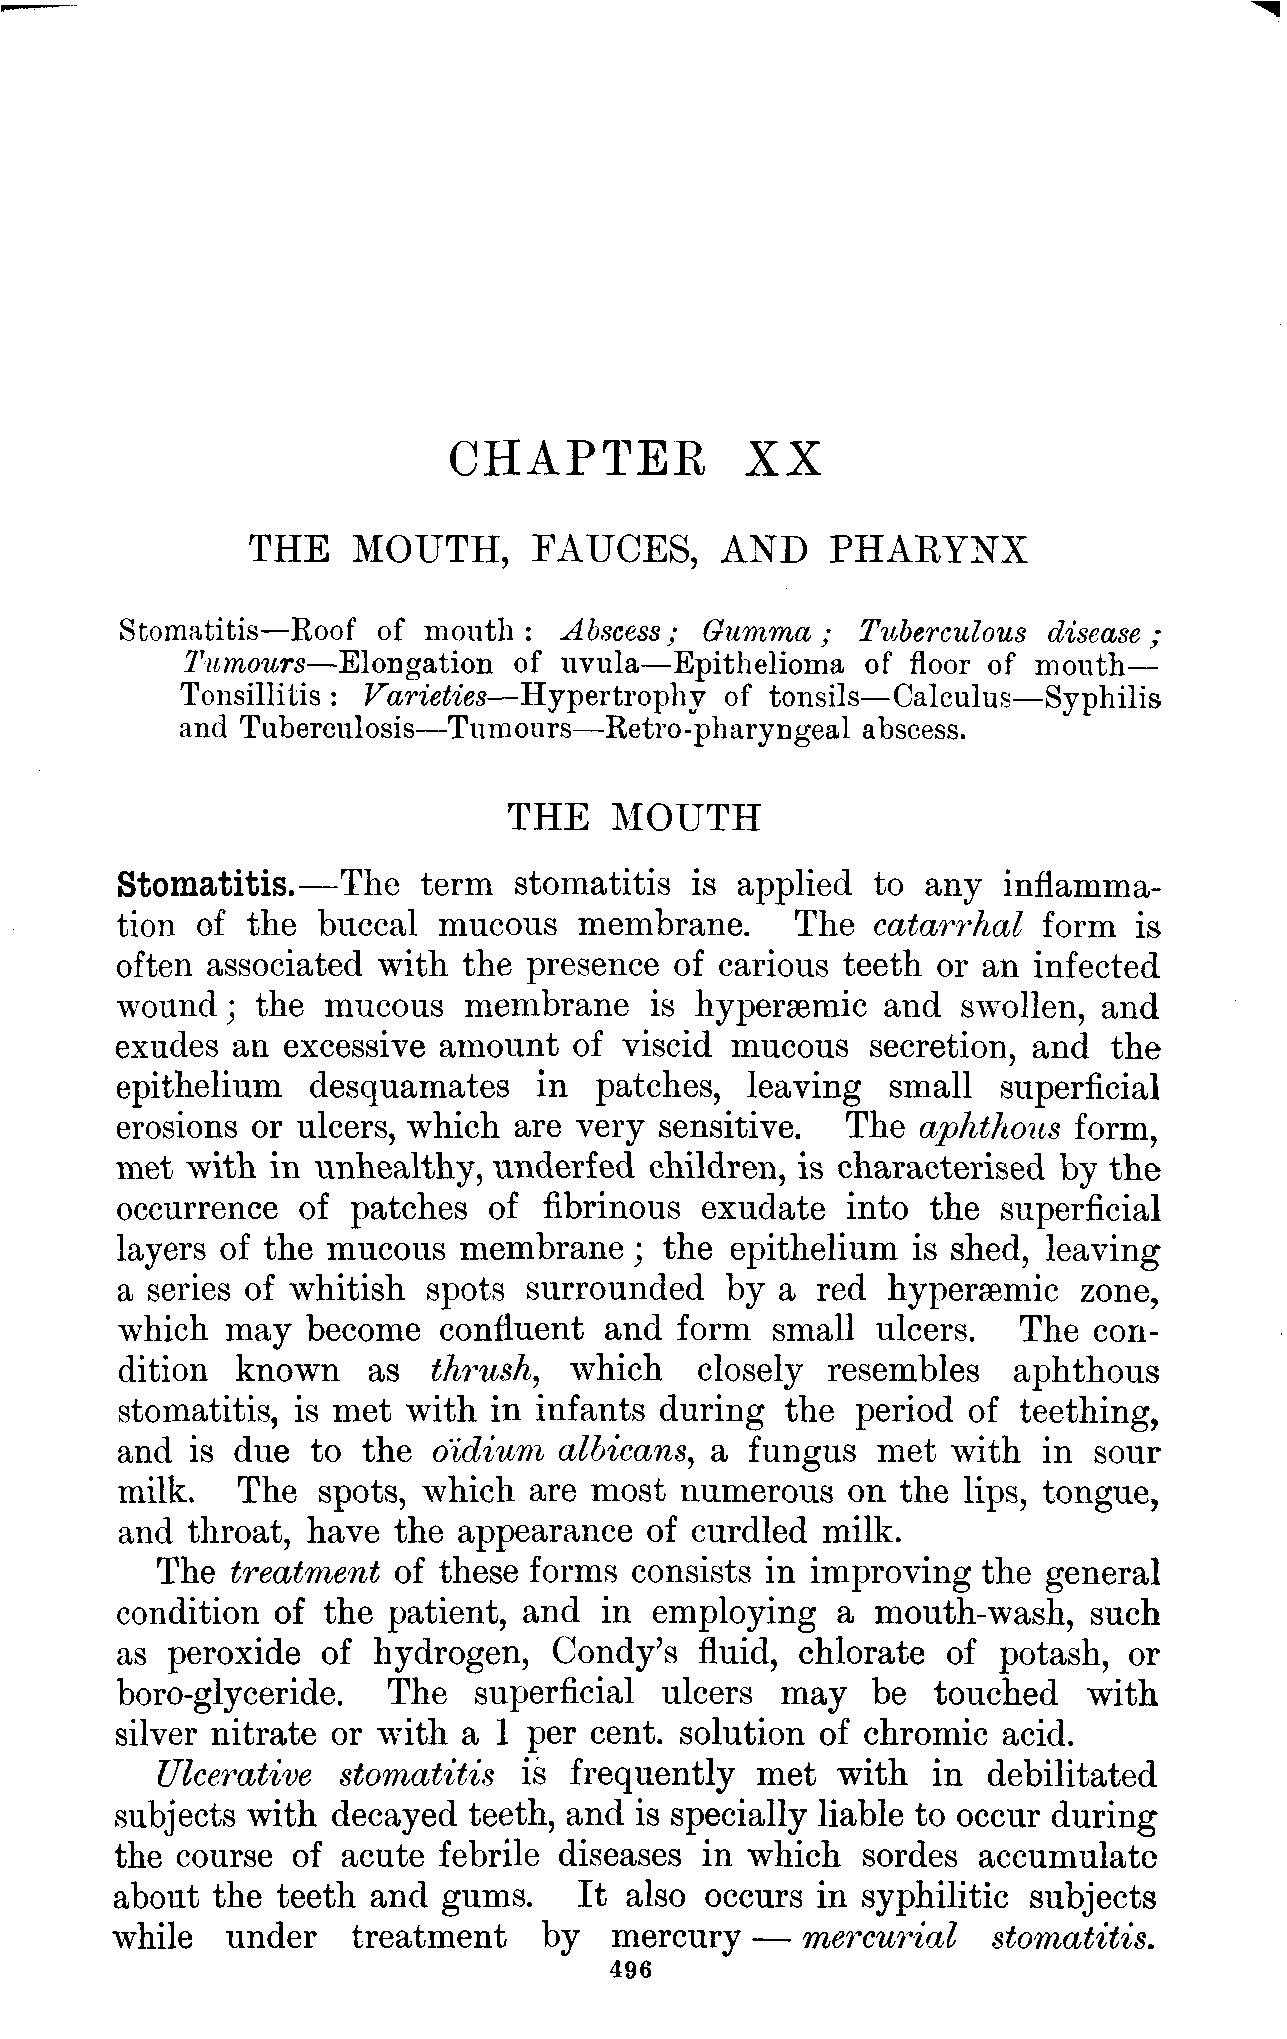 CHAPTER XX
THE MOUTH, FAUCES, AND PHARYNX
Stomatitis—Roof of mouth : Abscess ; Gumma ; Tuberculous disease ;
Tumours—Elongation of uvula—Epithelioma of floor of mouth—
Tonsillitis : Varieties—Hypertrophy of tonsils—Calculus—Syphilis
and Tuberculosis—Tumours—Retro-pharyngeal abscess.
THE MOUTH
Stomatitis.—The term stomatitis is applied to any inflamma-
tion of the buccal mucous membrane. The catarrhal form is
often associated with the presence of carious teeth or an infected
wound ; the mucous membrane is hyperæmic and swollen, and
exudes an excessive amount of viscid mucous secretion, and the
epithelium desquamates in patches, leaving small superficial
erosions or ulcers, which are very sensitive. The aphthous form,
met with in unhealthy, underfed children, is characterised by the
occurrence of patches of fibrinous exudate into the superficial
layers of the mucous membrane ; the epithelium is shed, leaving
a series of whitish spots surrounded by a red hyperæmic zone,
which may become confluent and form small ulcers. The con-
dition known as thrush, which closely resembles aphthous
stomatitis, is met with in infants during the period of teething,
and is due to the oïdium albicans, a fungus met with in sour
milk. The spots, which are most numerous on the lips, tongue,
and throat, have the appearance of curdled milk.
The treatment of these forms consists in improving the general
condition of the patient, and in employing a mouth-wash, such
as peroxide of hydrogen, Condy's fluid, chlorate of potash, or
boro-glyceride. The superficial ulcers may be touched with
silver nitrate or with a 1 per cent. solution of chromic acid.
Ulcerative stomatitis is frequently met with in debilitated
subjects with decayed teeth, and is specially liable to occur during
the course of acute febrile diseases in which sordes accumulate
about the teeth and gums. It also occurs in syphilitic subjects
while under treatment by mercury — mercurial stomatitis.
496